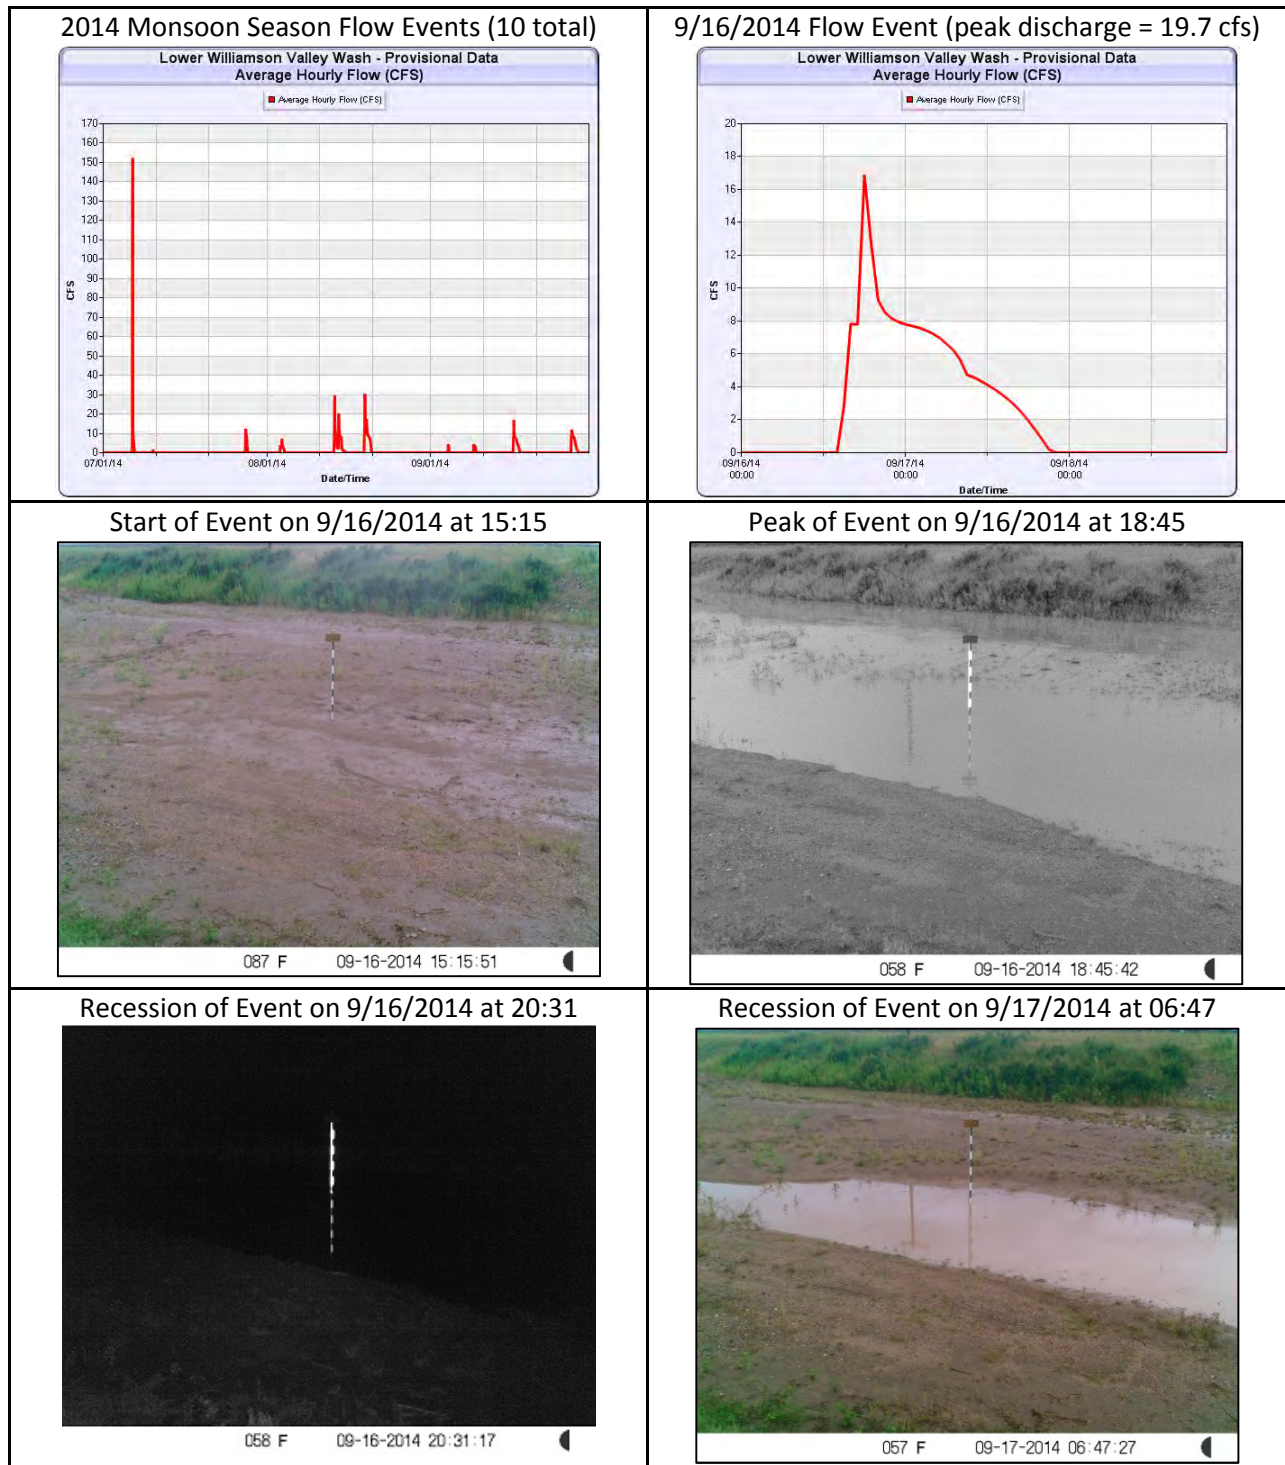 2014 Monsoon Season Flow Events (10 total)
Lower Williamson Valley Wash - Provisional Data
Average Hourly Flow (CFS)
Average Hourly Flow (CFS)
170
160
150
140
130
120
110
100
90
80
70
60
50
40
30
20
10
0
CFS
07/01/14
08/01/14
09/01/14
Date/Time
9/16/2014 Flow Event (peak discharge = 19.7 cfs)
Lower Williamson Valley Wash - Provisional Data
Average Hourly Flow (CFS)
Average Hourly Flow (CFS)
20
18
16
14
12
10
8
6
4
2
0
CFS
09/16/14 09/17/14 09/18/14
00:00 00:00 00:00
Date/Time
Start of Event on 9/16/2014 at 15:15
087 F 09-16-2014 15:15:51
Peak of Event on 9/16/2014 at 18:45
058 F 09-16-2014 18:45:42
Recession of Event on 9/16/2014 at 20:31
058 F 09-16-2014 20:31:17
Recession of Event on 9/17/2014 at 06:47
057 F 09-17-2014 06:47:27